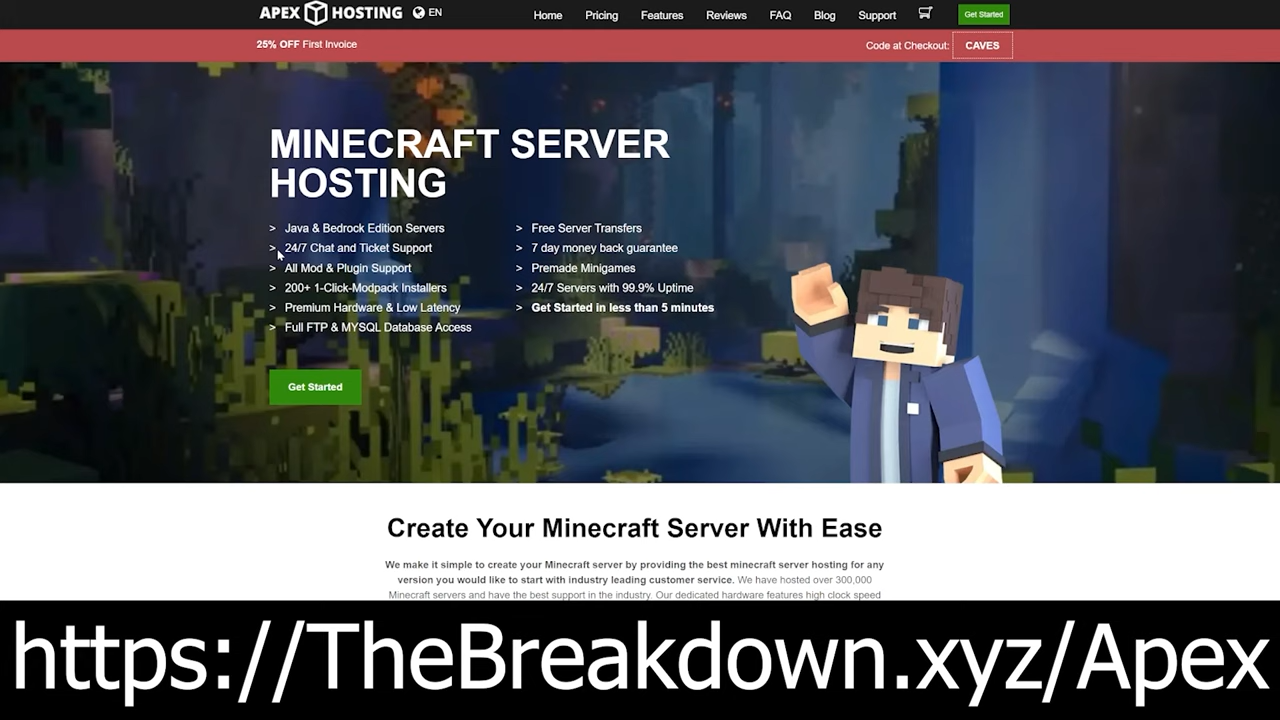 APEX HOSTING EN Home Pricing Features Reviews FAQ Blog Support Get Started
25% OFF First Invoice Code at Checkout: CAVES
MINECRAFT SERVER
HOSTING
> Java & Bedrock Edition Servers
> 24/7 Chat and Ticket Support
> All Mod & Plugin Support
> 200+ 1-Click-Modpack Installers
> Premium Hardware & Low Latency
> Full FTP & MYSQL Database Access
> Free Server Transfers
> 7 day money back guarantee
> Premade Minigames
> 24/7 Servers with 99.9% Uptime
> Get Started in less than 5 minutes
Get Started
Create Your Minecraft Server With Ease
We make it simple to create your Minecraft server by providing the best minecraft server hosting for any
version you would like to start with industry leading customer service. We have hosted over 300,000
Minecraft servers and have the best support in the industry. Our dedicated hardware features high clock speed
https://TheBreakdown.xyz/Apex